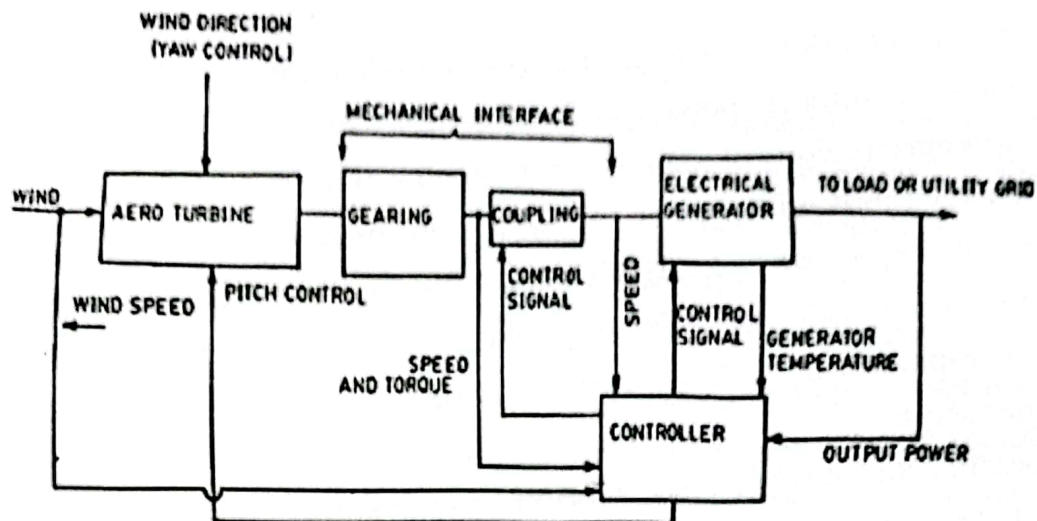 WIND DIRECTION
(YAW CONTROL)
MECHANICAL INTERFACE
WIND
AERO TURBINE
GEARING
COUPLING
ELECTRICAL
GENERATOR
TO LOAD OR UTILITY GRID
WIND SPEED
PITCH CONTROL
CONTROL
SIGNAL
SPEED
CONTROL
SIGNAL
GENERATOR
TEMPERATURE
SPEED
AND TORQUE
CONTROLLER
OUTPUT POWER